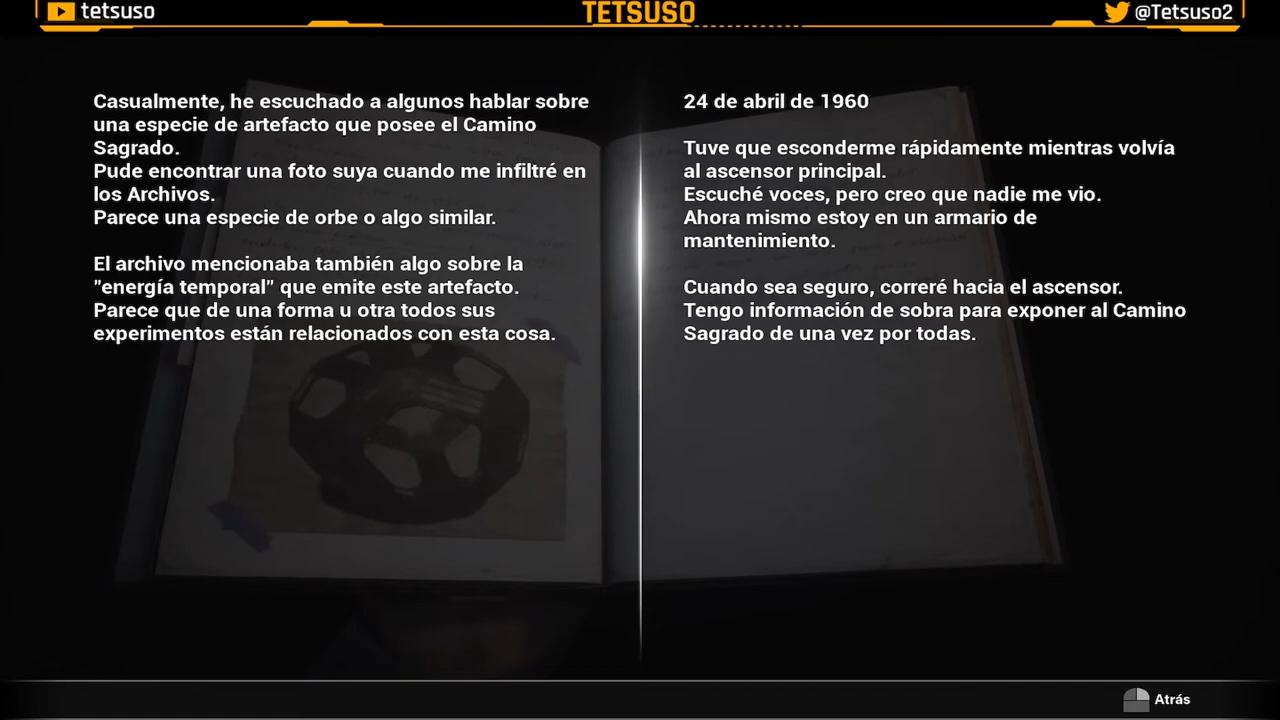 tetsuso
TETSUSO
@Tetsuso2
Casualmente, he escuchado a algunos hablar sobre
una especie de artefacto que posee el Camino
Sagrado.
Pude encontrar una foto suya cuando me infiltré en
los Archivos.
Parece una especie de orbe o algo similar.
El archivo mencionaba también algo sobre la
"energía temporal" que emite este artefacto.
Parece que de una forma u otra todos sus
experimentos están relacionados con esta cosa.
24 de abril de 1960
Tuve que esconderme rápidamente mientras volvía
al ascensor principal.
Escuché voces, pero creo que nadie me vio.
Ahora mismo estoy en un armario de
mantenimiento.
Cuando sea seguro, correré hacia el ascensor.
Tengo información de sobra para exponer al Camino
Sagrado de una vez por todas.
Atrás